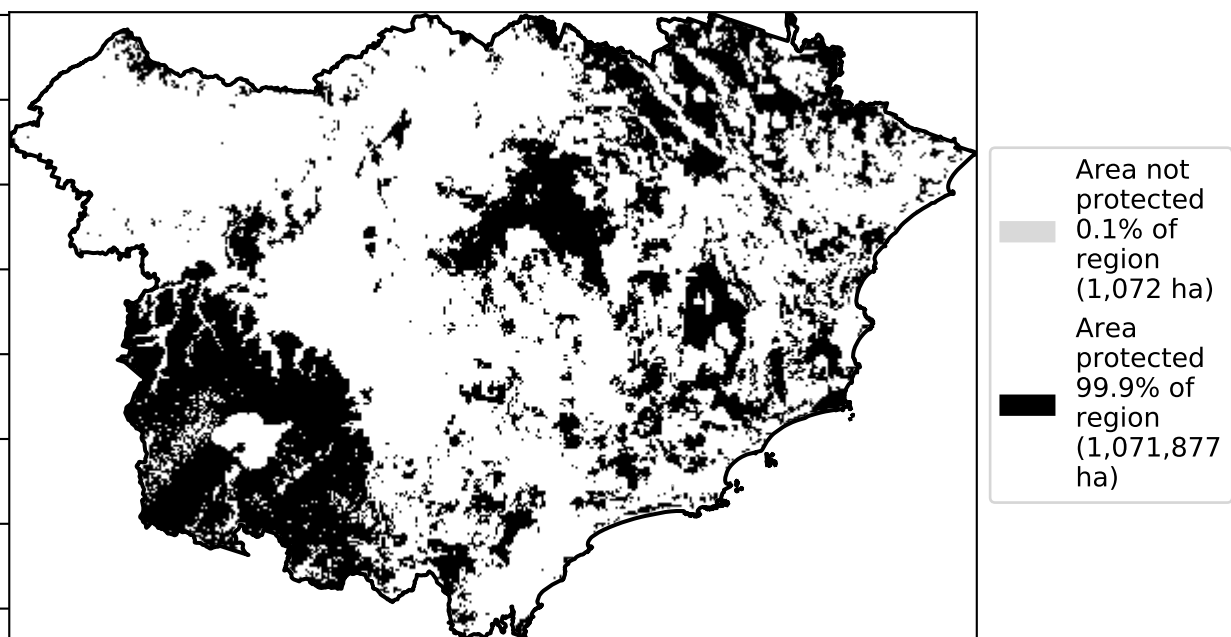 Area not
protected
0.1% of
region
(1,072 ha)
Area
protected
99.9% of
region
(1,071,877
ha)